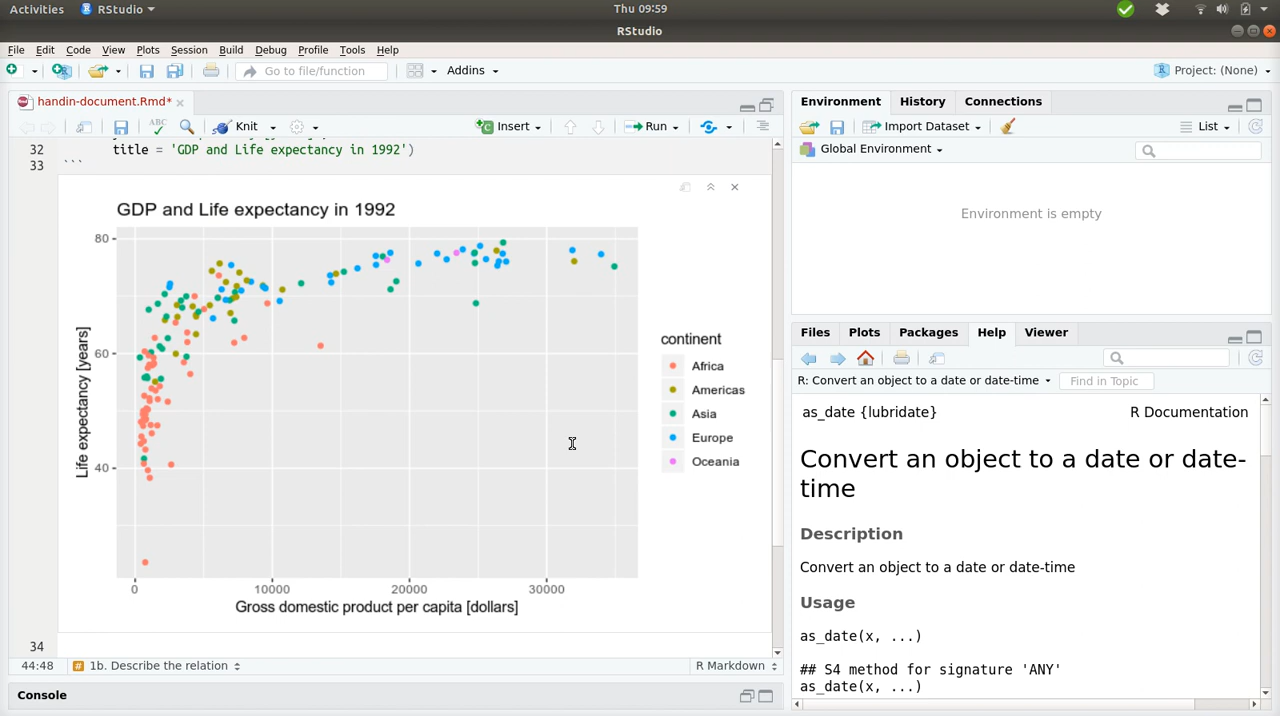 Activities RStudio Thu 09:59
RStudio
File Edit Code View Plots Session Build Debug Profile Tools Help
Go to file/function Addins Project: (None)
handin-document.Rmd*
ABC Knit Insert Run
32 title = 'GDP and Life expectancy in 1992')
33 ```
GDP and Life expectancy in 1992
80
60
40
Life expectancy [years]
0 10000 20000 30000
Gross domestic product per capita [dollars]
continent
Africa
Americas
Asia
Europe
Oceania
34
44:48 # 1b. Describe the relation R Markdown
Console
Environment History Connections
Import Dataset List
Global Environment
Environment is empty
Files Plots Packages Help Viewer
R: Convert an object to a date or date-time Find in Topic
as_date {lubridate} R Documentation
Convert an object to a date or date-
time
Description
Convert an object to a date or date-time
Usage
as_date(x, ...)
## S4 method for signature 'ANY'
as_date(x, ...)